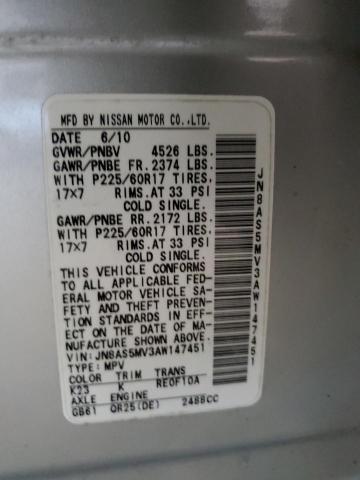 MFD BY NISSAN MOTOR CO.,LTD.
DATE 6/10
GVWR/PNBV 4526 LBS.
GAWR/PNBE FR. 2374 LBS.
WITH P225/60R17 TIRES.
17X7 RIMS.AT 33 PSI
COLD SINGLE.
GAWR/PNBE RR. 2172 LBS.
WITH P225/60R17 TIRES.
17X7 RIMS.AT 33 PSI
COLD SINGLE.
THIS VEHICLE CONFORMS
TO ALL APPLICABLE FED-
ERAL MOTOR VEHICLE SA-
FETY AND THEFT PREVEN-
TION STANDARDS IN EFF-
ECT ON THE DATE OF MA-
NUFACTURE SHOWN ABOVE.
VIN: JN8AS5MV3AW147451
TYPE: MPV
COLOR TRIM TRANS
K23 K RE0F10A
AXLE ENGINE
GB61 QR25(DE) 2488CC
JN8AS5MV3AW147451